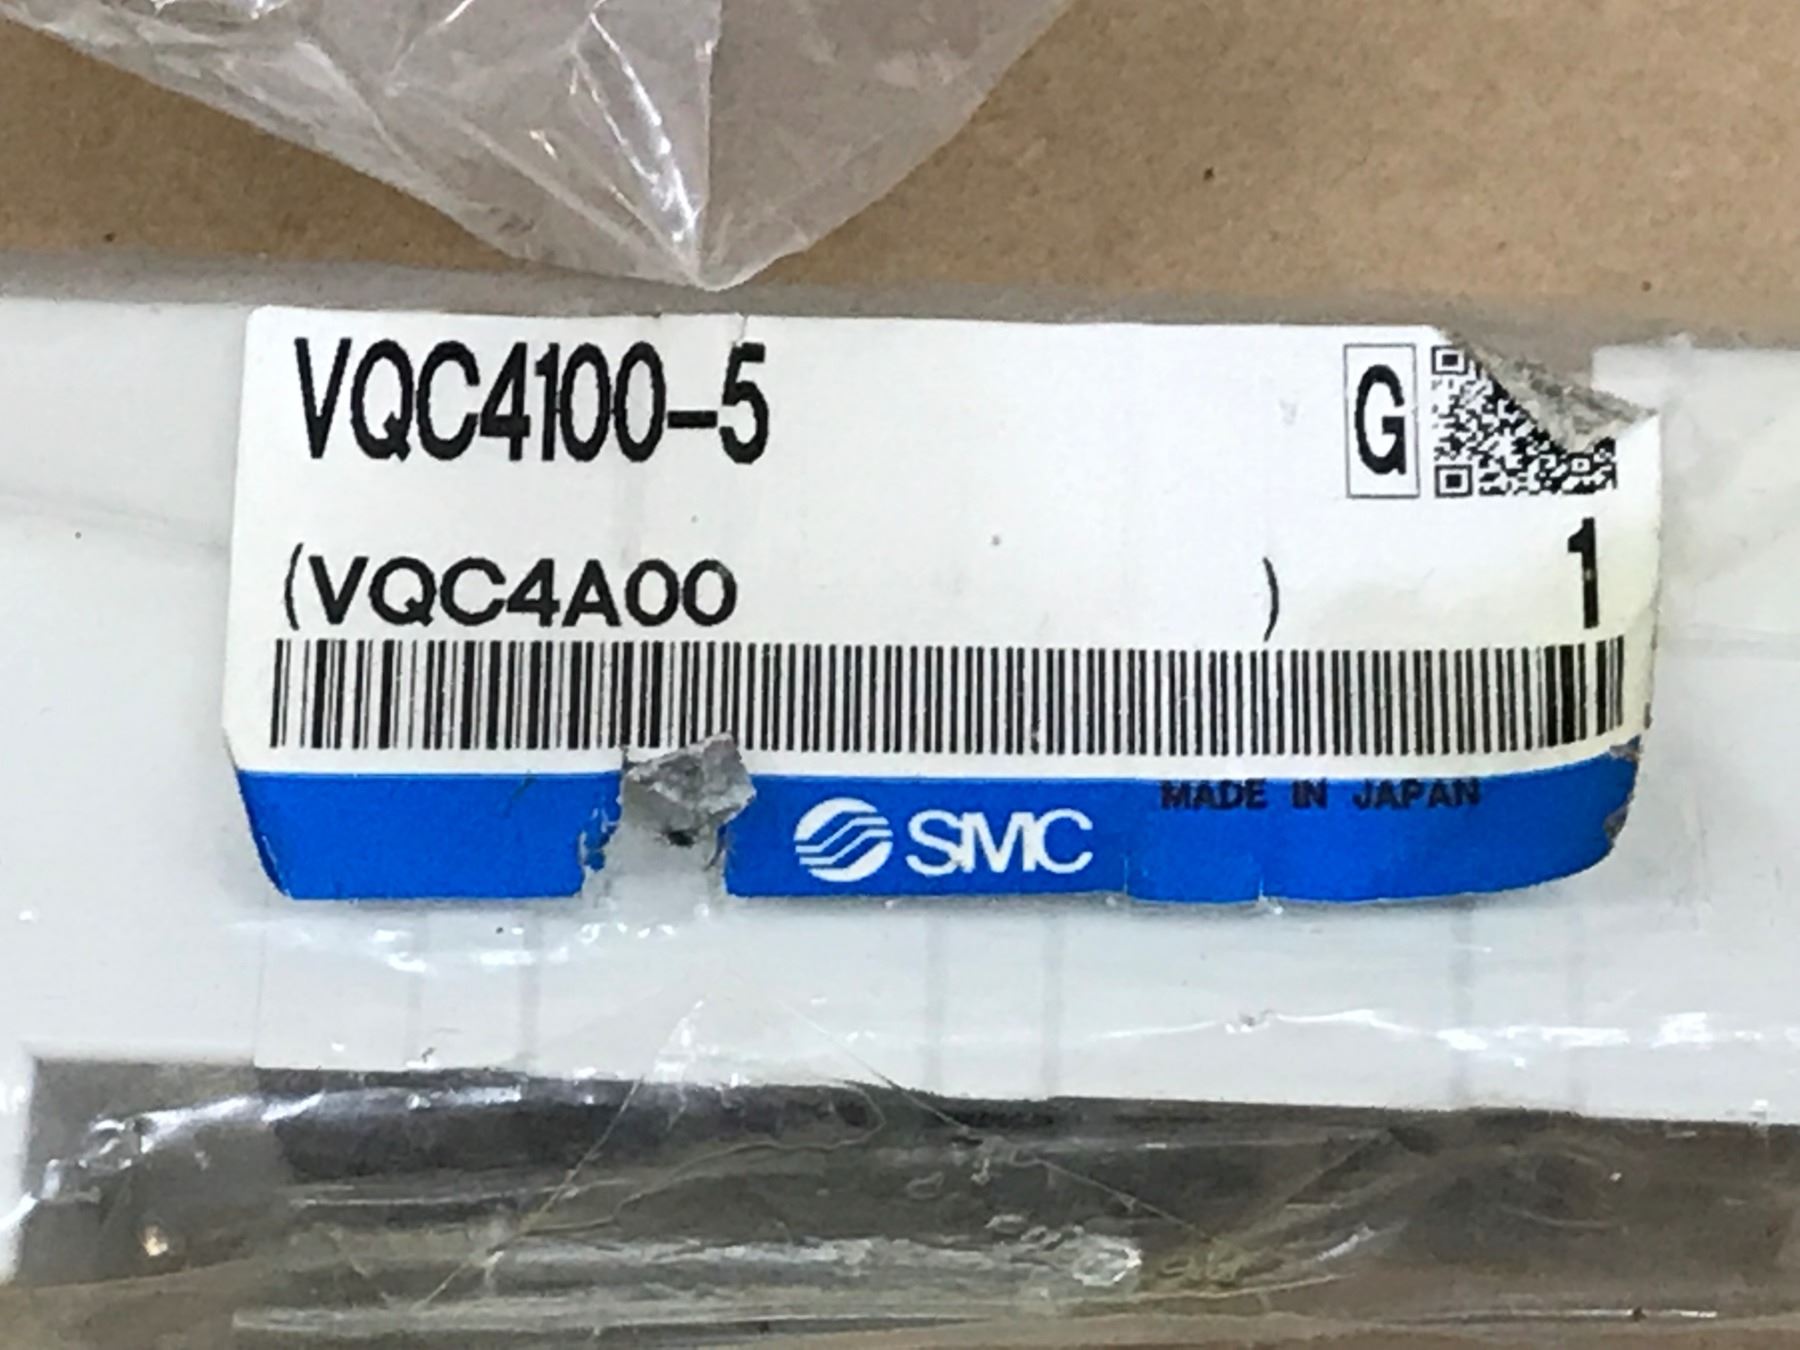 VQC4100-5 G
(VQC4A00 ) 1
SMC MADE IN JAPAN